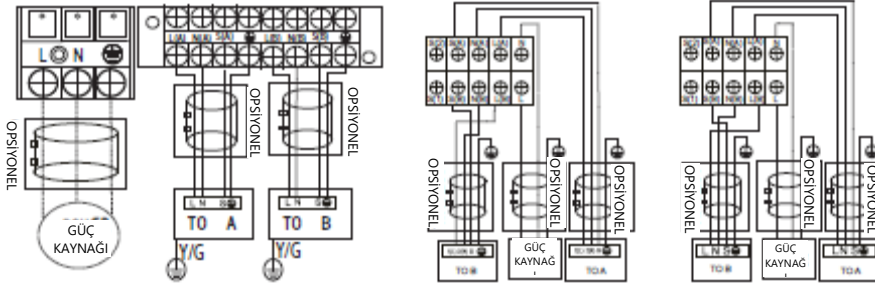 L N
L(A) N(A) S(A) L(B) N(B) S(B)
OPSİYONEL
OPSİYONEL
OPSİYONEL
L N S
TO A
L N S
TO B
Y/G
Y/G
GÜÇ
KAYNAĞI
N(A) L(A) N
L
OPSİYONEL
OPSİYONEL
OPSİYONEL
TO B
GÜÇ
KAYNAĞ
TO A
N
L
OPSİYONEL
OPSİYONEL
OPSİYONEL
L N S
TO B
GÜÇ
KAYNAĞ
L N S
TO A